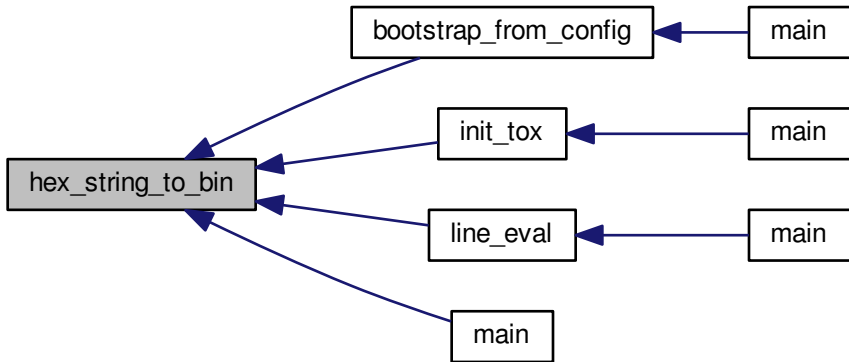 bootstrap_from_config
main
init_tox
main
hex_string_to_bin
line_eval
main
main